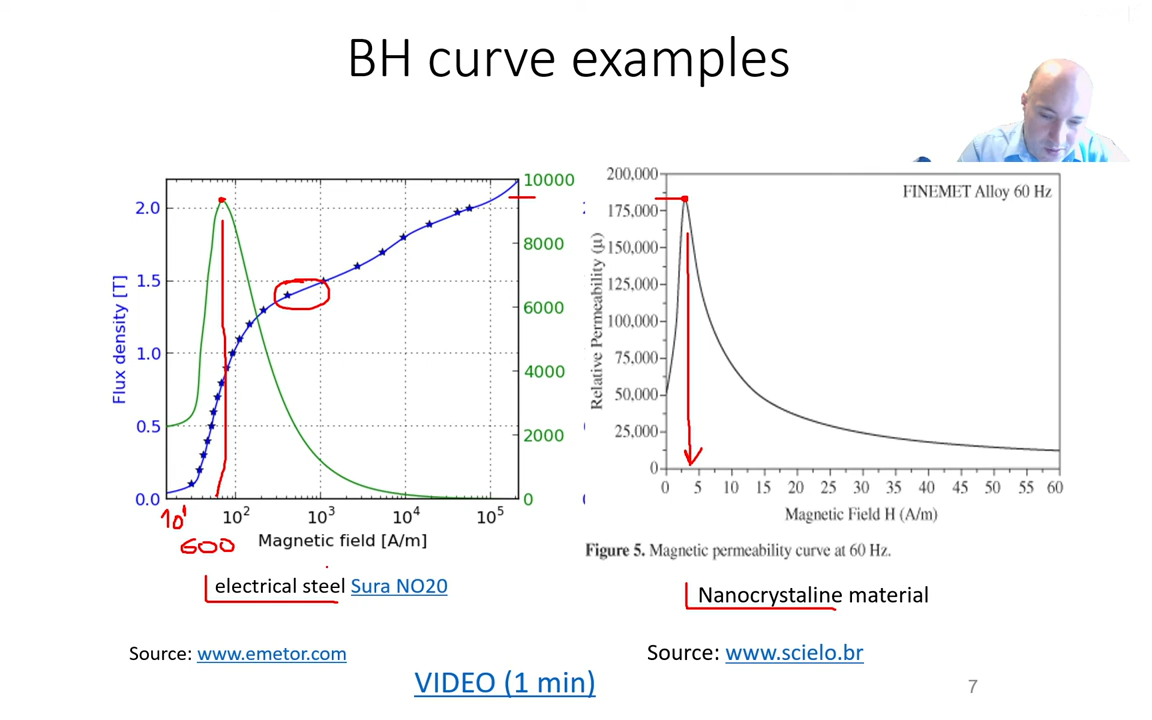 BH curve examples
10000
2.0
8000
1.5
6000
1.0
4000
0.5
2000
0.0
0
Flux density [T]
10² 10³ 10⁴ 10⁵
10¹
600
Magnetic field [A/m]
electrical steel Sura NO20
Source: www.emetor.com
200,000
175,000
150,000
125,000
100,000
75,000
50,000
25,000
0
Relative Permeability (μ)
FINEMET Alloy 60 Hz
0 5 10 15 20 25 30 35 40 45 50 55 60
Magnetic Field H (A/m)
Figure 5. Magnetic permeability curve at 60 Hz.
Nanocrystaline material
Source: www.scielo.br
VIDEO (1 min)
7